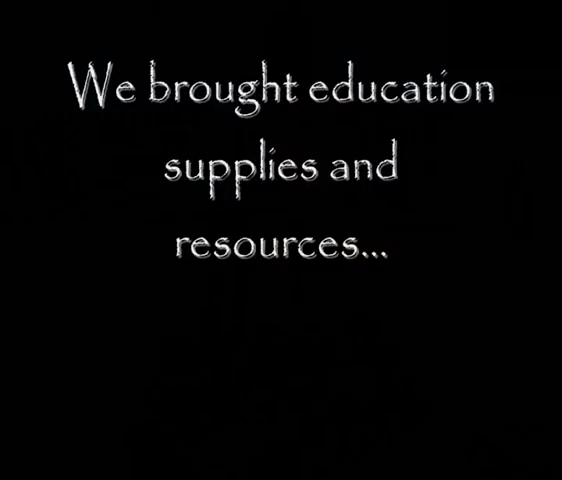 We brought education
supplies and
resources...